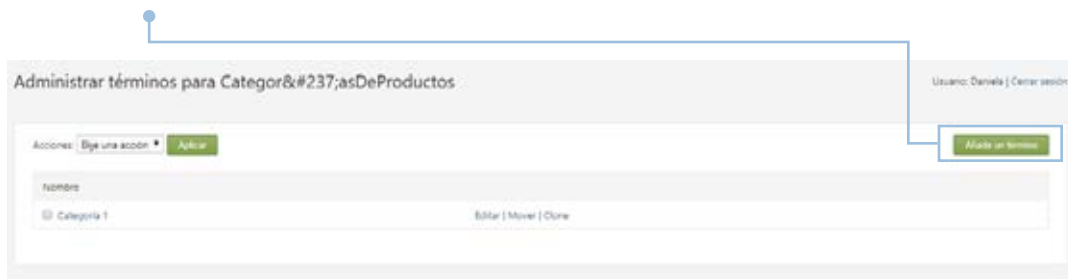 Administrar términos para Categor&#237;asDeProductos
Usuario: Daniela | Cerrar sesión
Acciones: Elije una acción Aplicar
Añade un término
Nombre
Categoría 1 Editar | Mover | Clone